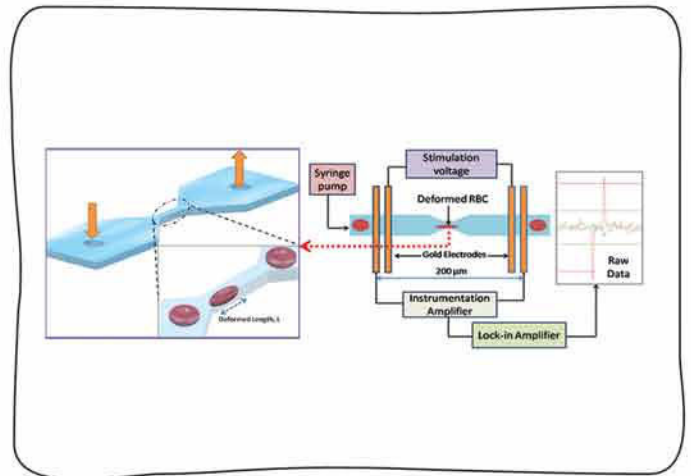 Syringe
pump
Stimulation
voltage
Deformed RBC
Gold Electrodes
200 µm
Instrumentation
Amplifier
Lock-in Amplifier
Raw
Data
Deformed Length, L